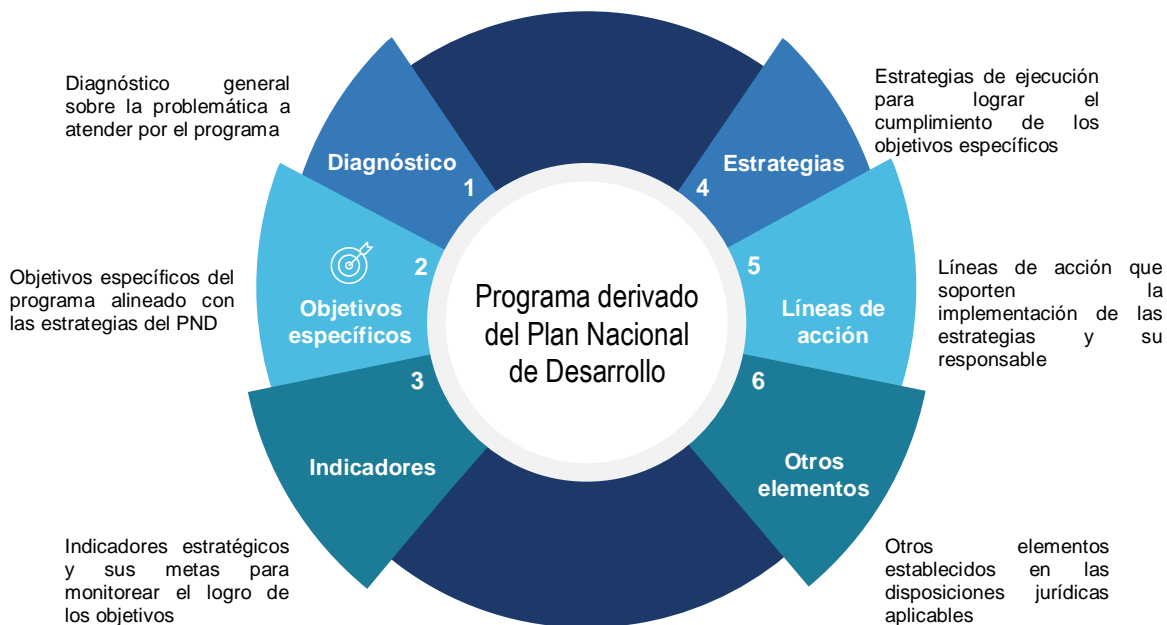 Diagnóstico general
sobre la problemática a
atender por el programa
Diagnóstico
1
Objetivos específicos del
programa alineado con
las estrategias del PND
2
Objetivos
específicos
3
Indicadores
Indicadores estratégicos
y sus metas para
monitorear el logro de
los objetivos
Programa derivado
del Plan Nacional
de Desarrollo
Estrategias
4
Estrategias de ejecución
para lograr el
cumplimiento de los
objetivos específicos
5
Líneas de
acción
Líneas de acción que
soporten la
implementación de las
estrategias y su
responsable
6
Otros
elementos
Otros elementos
establecidos en las
disposiciones jurídicas
aplicables